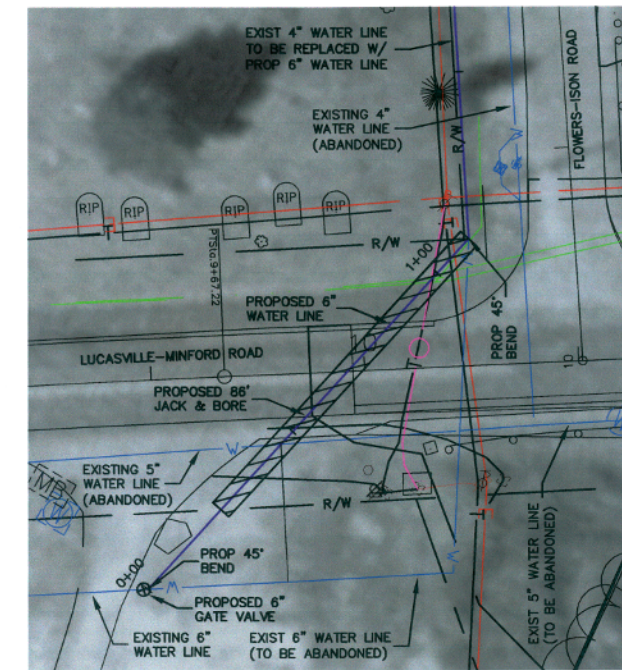 EXIST 4" WATER LINE
TO BE REPLACED W/
PROP 6" WATER LINE
EXISTING 4"
WATER LINE
(ABANDONED)
R/W
FLOWERS-ISON ROAD
W
RIP
RIP
RIP
RIP
RIP
T
T
R/W
PTSta.9+67.22
1+00
PROPOSED 6"
WATER LINE
PROP 45°
BEND
LUCASVILLE-MINFORD ROAD
10
T
PROPOSED 86'
JACK & BORE
W
EXISTING 5"
WATER LINE
(ABANDONED)
MBJ
W
R/W
T
EXIST 5" WATER LINE
(TO BE ABANDONED)
0+00
PROP 45°
BEND
W
W
PROPOSED 6"
GATE VALVE
EXISTING 6"
WATER LINE
EXIST 6" WATER LINE
(TO BE ABANDONED)